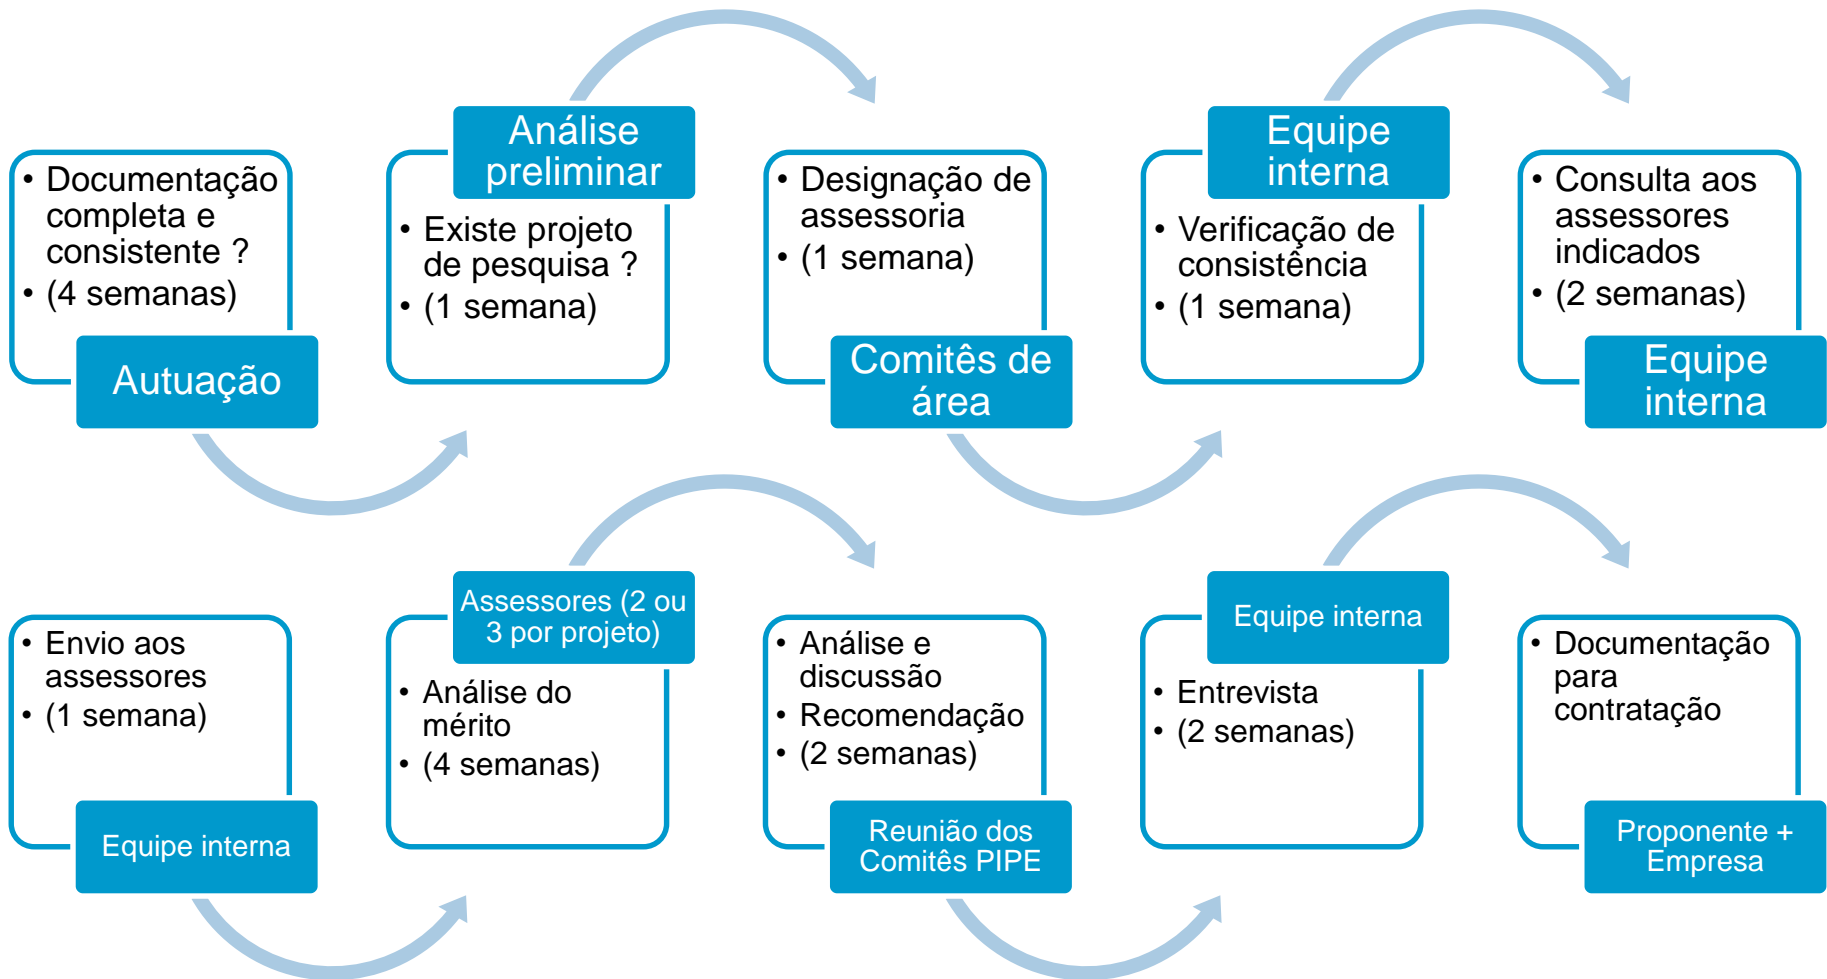 • Documentação
completa e
consistente ?
• (4 semanas)
Autuação
Análise
preliminar
• Existe projeto
de pesquisa ?
• (1 semana)
• Designação de
assessoria
• (1 semana)
Comitês de
área
Equipe
interna
• Verificação de
consistência
• (1 semana)
• Consulta aos
assessores
indicados
• (2 semanas)
Equipe
interna
• Envio aos
assessores
• (1 semana)
Equipe interna
Assessores (2 ou
3 por projeto)
• Análise do
mérito
• (4 semanas)
• Análise e
discussão
• Recomendação
• (2 semanas)
Reunião dos
Comitês PIPE
Equipe interna
• Entrevista
• (2 semanas)
• Documentação
para
contratação
Proponente +
Empresa